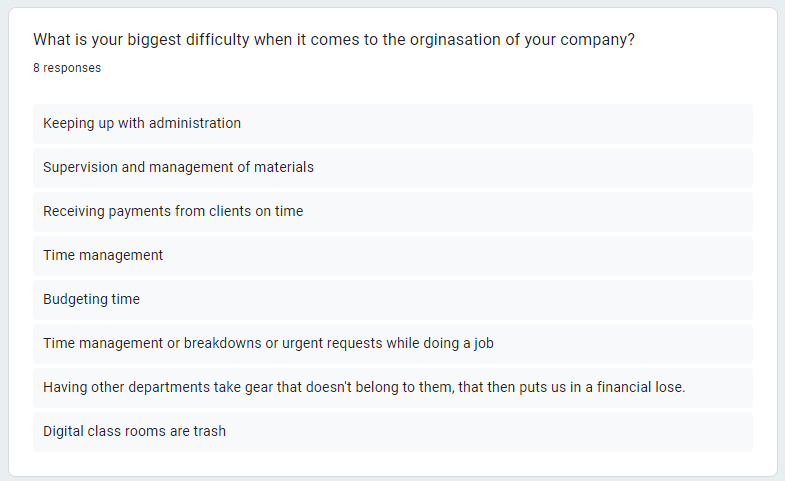 What is your biggest difficulty when it comes to the orginasation of your company?
8 responses
Keeping up with administration
Supervision and management of materials
Receiving payments from clients on time
Time management
Budgeting time
Time management or breakdowns or urgent requests while doing a job
Having other departments take gear that doesn't belong to them, that then puts us in a financial lose.
Digital class rooms are trash